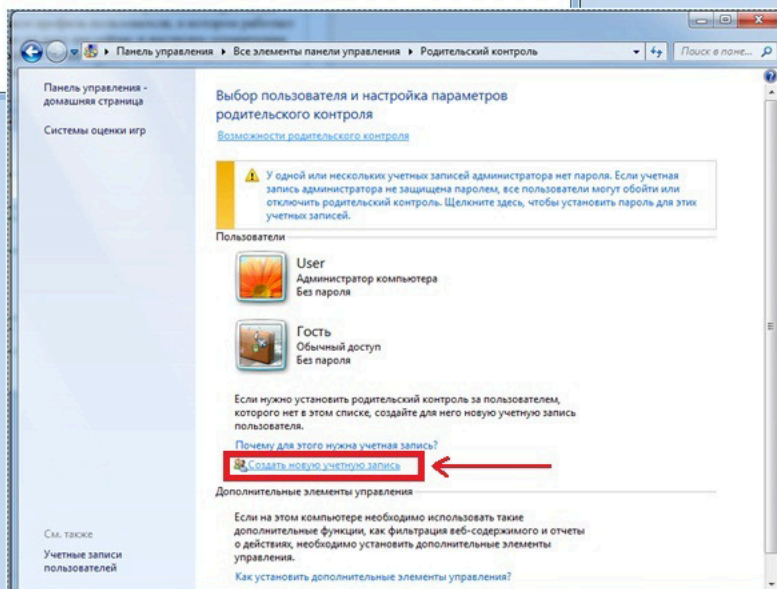 Панель управления ▸ Все элементы панели управления ▸ Родительский контроль
Поиск в пане...
Панель управления -
домашняя страница
Системы оценки игр
Выбор пользователя и настройка параметров
родительского контроля
Возможности родительского контроля
У одной или нескольких учетных записей администратора нет пароля. Если учетная
запись администратора не защищена паролем, все пользователи могут обойти или
отключить родительский контроль. Щелкните здесь, чтобы установить пароль для этих
учетных записей.
Пользователи
User
Администратор компьютера
Без пароля
Гость
Обычный доступ
Без пароля
Если нужно установить родительский контроль за пользователем,
которого нет в этом списке, создайте для него новую учетную запись
пользователя.
Почему для этого нужна учетная запись?
Создать новую учетную запись
Дополнительные элементы управления
Если на этом компьютере необходимо использовать такие
дополнительные функции, как фильтрация веб-содержимого и отчеты
о действиях, необходимо установить дополнительные элементы
управления.
Как установить дополнительные элементы управления?
См. также
Учетные записи
пользователей